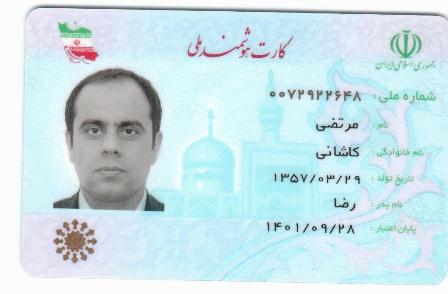 کارت هوشمند ملی
جمهوری اسلامی ایران
شماره ملی: ۰۰۷۲۹۲۲۶۴۸
نام: مرتضی
نام خانوادگی: کاشانی
تاریخ تولد: ۱۳۵۷/۰۳/۲۹
نام پدر: رضا
پایان اعتبار: ۱۴۰۱/۰۹/۲۸